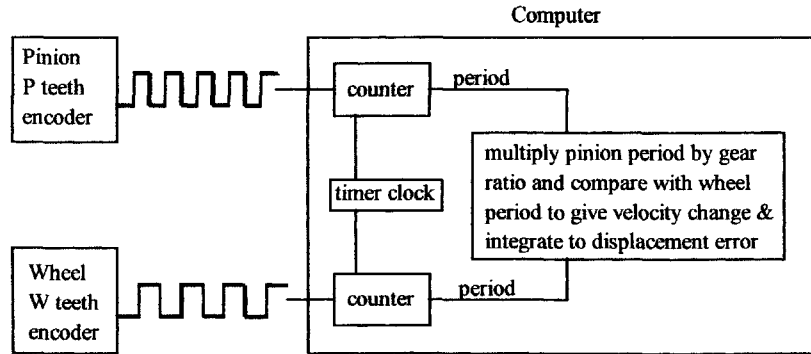 Computer
Pinion
P teeth
encoder
counter
period
timer clock
multiply pinion period by gear
ratio and compare with wheel
period to give velocity change &
integrate to displacement error
Wheel
W teeth
encoder
counter
period